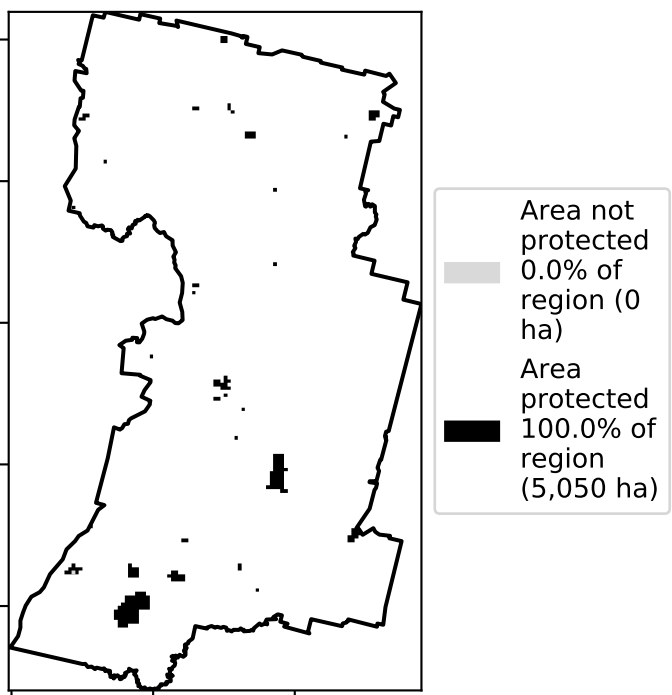 Area not
protected
0.0% of
region (0
ha)
Area
protected
100.0% of
region
(5,050 ha)